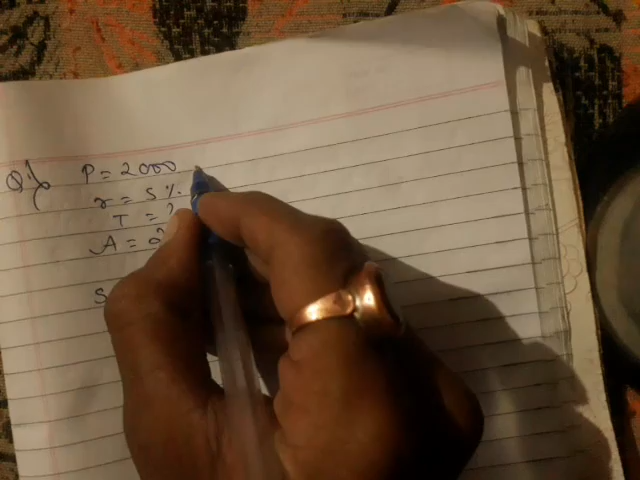 Q:
P = 2000
r = 5%
T = ?
A =
S